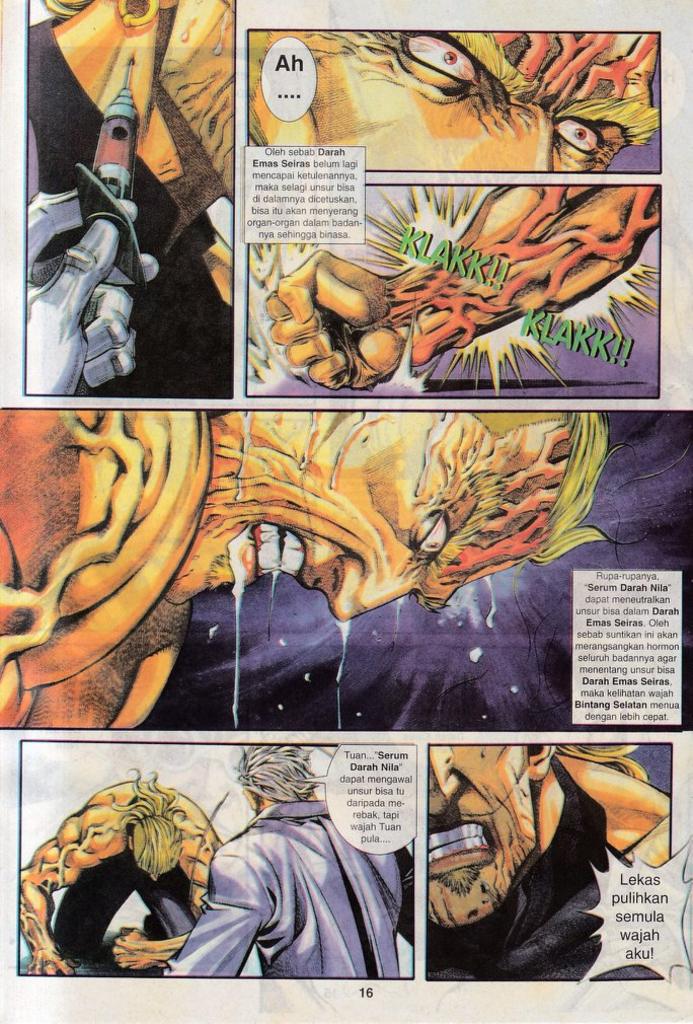 Ah
....
Oleh sebab Darah
Emas Seiras belum lagi
mencapai ketulenannya,
maka selagi unsur bisa
di dalamnya dicetuskan,
bisa itu akan menyerang
organ-organ dalam badan-
nya sehingga binasa.
KLAKK!!
KLAKK!!
Rupa-rupanya,
"Serum Darah Nila"
dapat meneutralkan
unsur bisa dalam Darah
Emas Seiras. Oleh
sebab suntikan ini akan
merangsangkan hormon
seluruh badannya agar
menentang unsur bisa
Darah Emas Seiras,
maka kelihatan wajah
Bintang Selatan menua
dengan lebih cepat.
Tuan..."Serum
Darah Nila"
dapat mengawal
unsur bisa tu
daripada me-
rebak, tapi
wajah Tuan
pula....
Lekas
pulihkan
semula
wajah
aku!
16